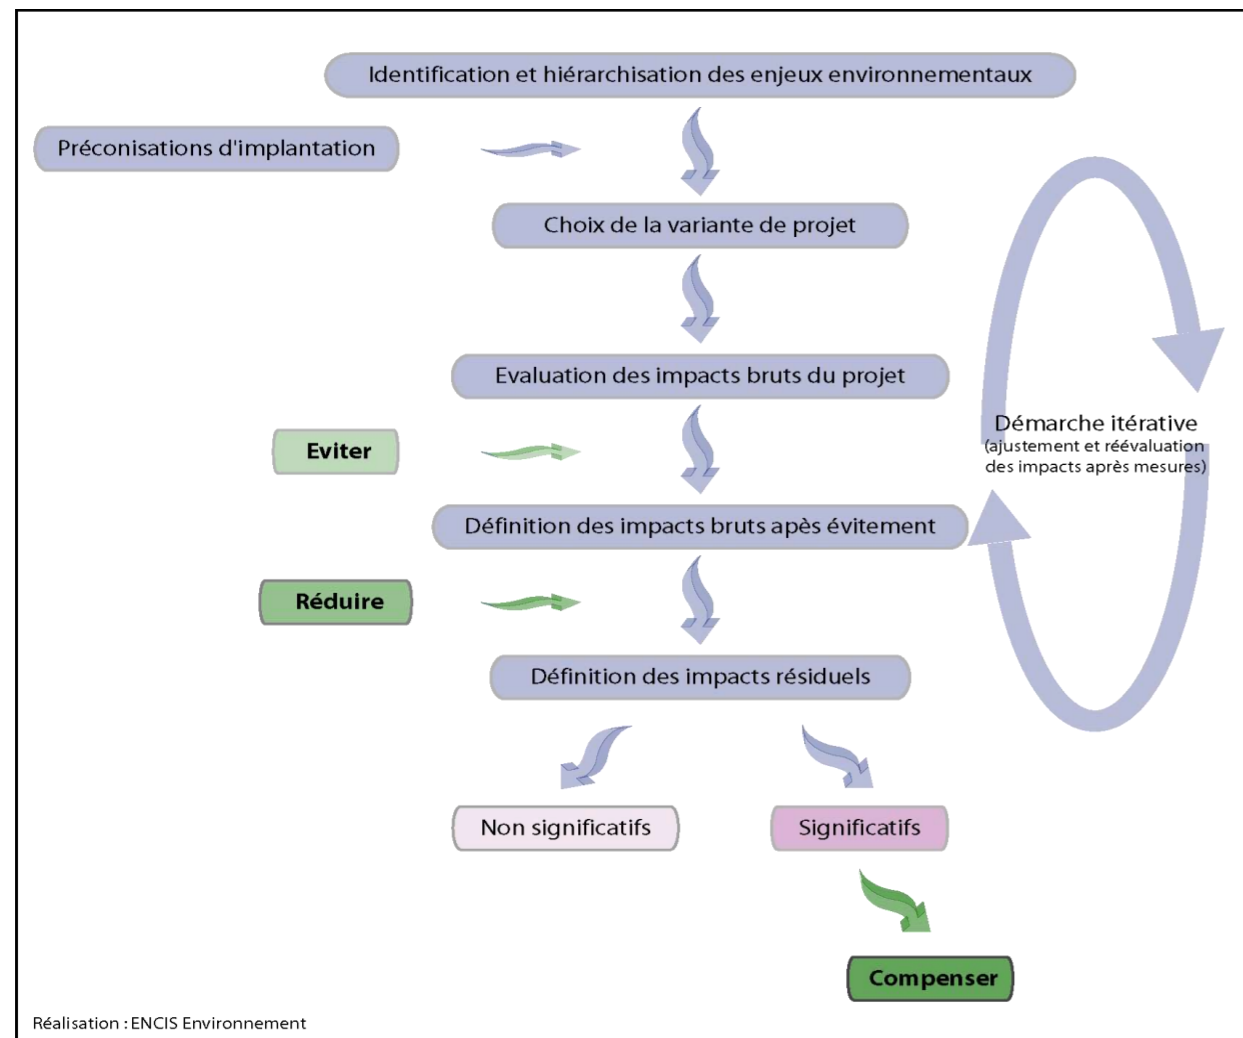 Identification et hiérarchisation des enjeux environnementaux
Préconisations d'implantation
Choix de la variante de projet
Evaluation des impacts bruts du projet
Démarche itérative
(ajustement et réévaluation
des impacts après mesures)
Eviter
Définition des impacts bruts apès évitement
Réduire
Définition des impacts résiduels
Non significatifs
Significatifs
Compenser
Réalisation : ENCIS Environnement